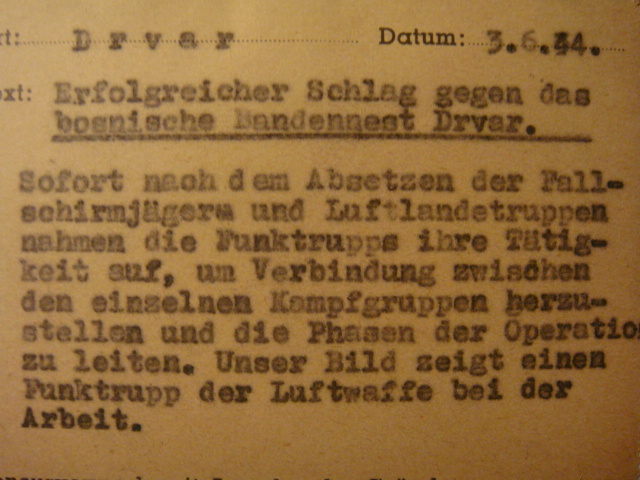 rt: Drvar Datum: 3.6.44.
ext: Erfolgreicher Schlag gegen das
bosnische Bandennest Drvar.
Sofort nach dem Absetzen der Fall-
schirmjägern und Luftlandetruppen
nahmen die Funktrupps ihre Tätig-
keit auf, um Verbindung zwischen
den einzelnen Kampfgruppen herzu-
stellen und die Phasen der Operatio
zu leiten. Unser Bild zeigt einen
Funktrupp der Luftwaffe bei der
Arbeit.